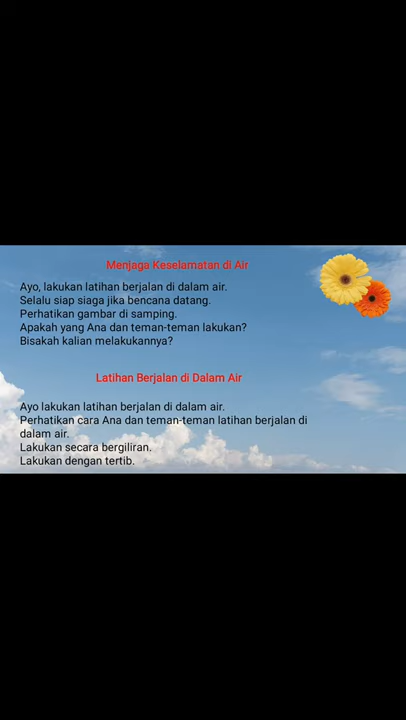 Menjaga Keselamatan di Air
Ayo, lakukan latihan berjalan di dalam air.
Selalu siap siaga jika bencana datang.
Perhatikan gambar di samping.
Apakah yang Ana dan teman-teman lakukan?
Bisakah kalian melakukannya?
Latihan Berjalan di Dalam Air
Ayo lakukan latihan berjalan di dalam air.
Perhatikan cara Ana dan teman-teman latihan berjalan di
dalam air.
Lakukan secara bergiliran.
Lakukan dengan tertib.